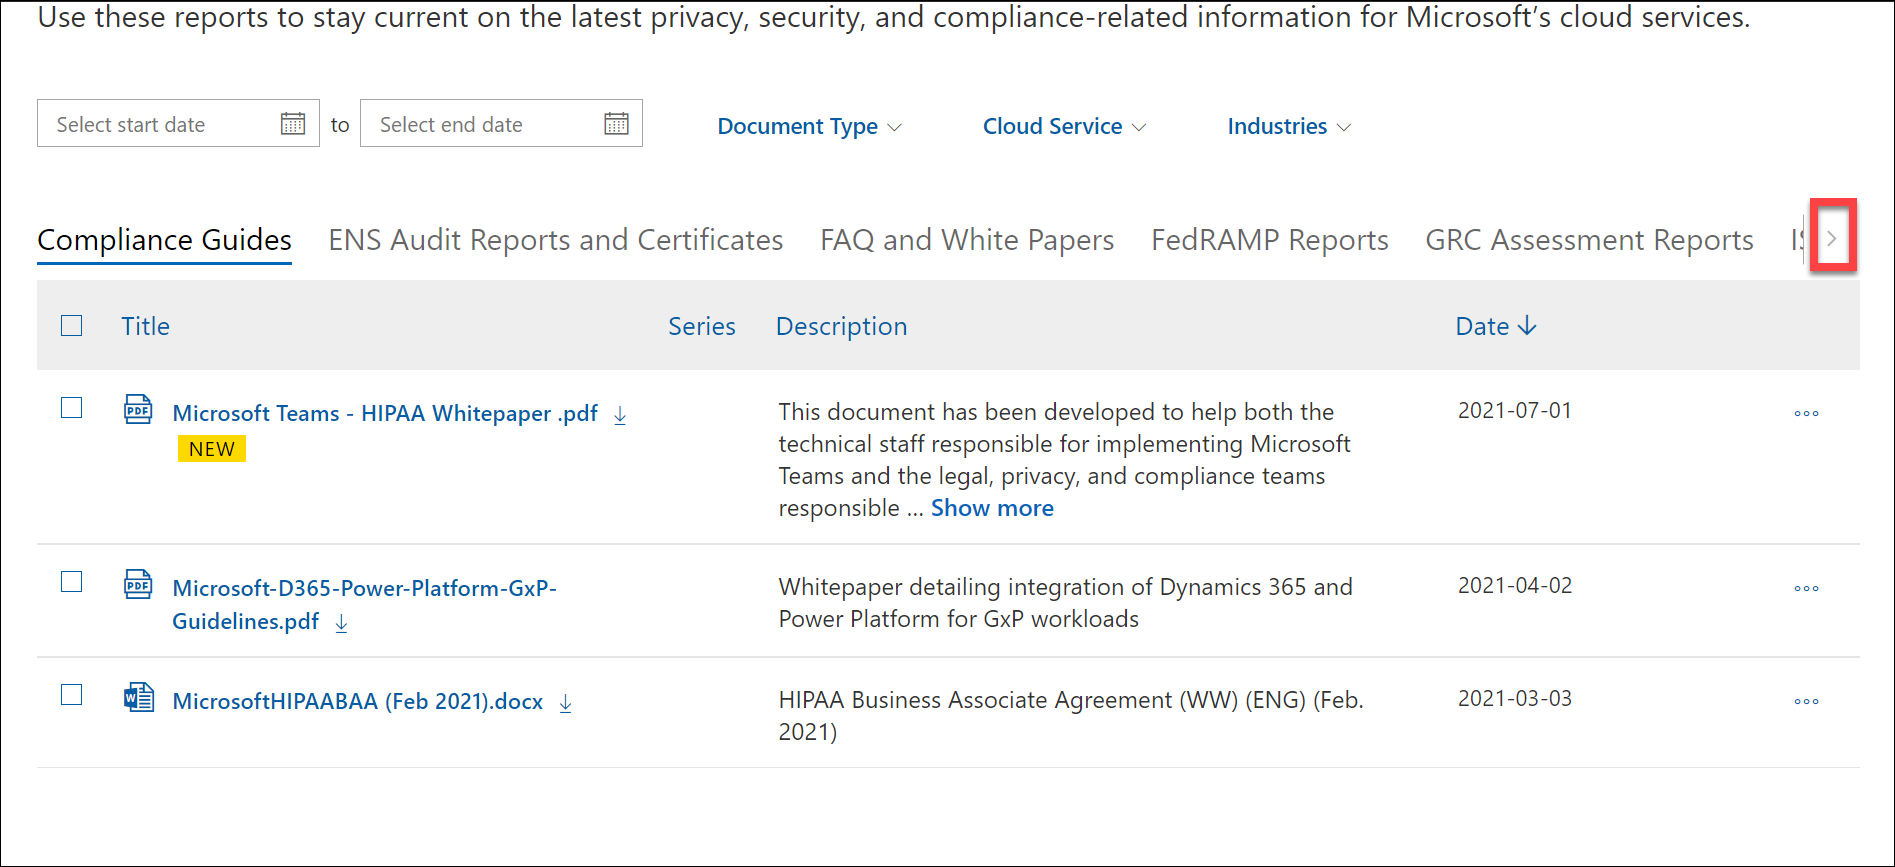 Use these reports to stay current on the latest privacy, security, and compliance-related information for Microsoft’s cloud services.
Select start date to Select end date Document Type Cloud Service Industries
Compliance Guides ENS Audit Reports and Certificates FAQ and White Papers FedRAMP Reports GRC Assessment Reports
Title Series Description Date
Microsoft Teams - HIPAA Whitepaper .pdf
NEW
This document has been developed to help both the
technical staff responsible for implementing Microsoft
Teams and the legal, privacy, and compliance teams
responsible ... Show more
2021-07-01
Microsoft-D365-Power-Platform-GxP-
Guidelines.pdf
Whitepaper detailing integration of Dynamics 365 and
Power Platform for GxP workloads
2021-04-02
MicrosoftHIPAABAA (Feb 2021).docx
HIPAA Business Associate Agreement (WW) (ENG) (Feb.
2021)
2021-03-03